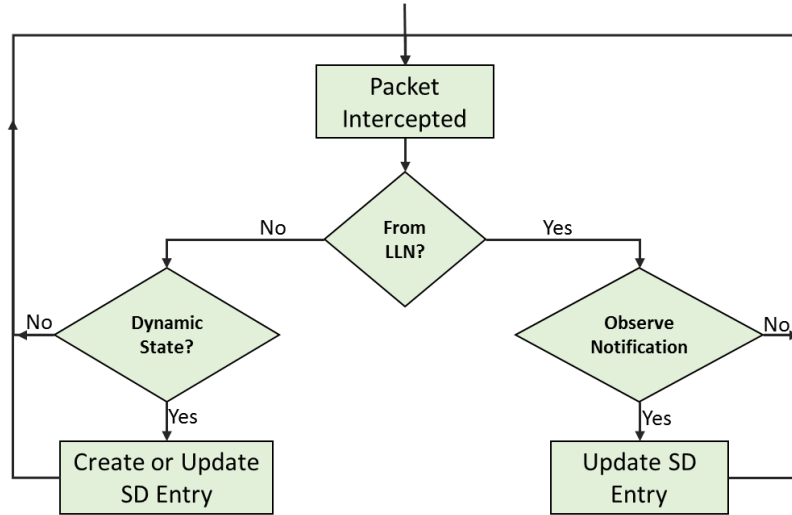 Packet
Intercepted
No
From
LLN?
Yes
No
Dynamic
State?
Observe
Notification
No
Yes
Yes
Create or Update
SD Entry
Update SD
Entry